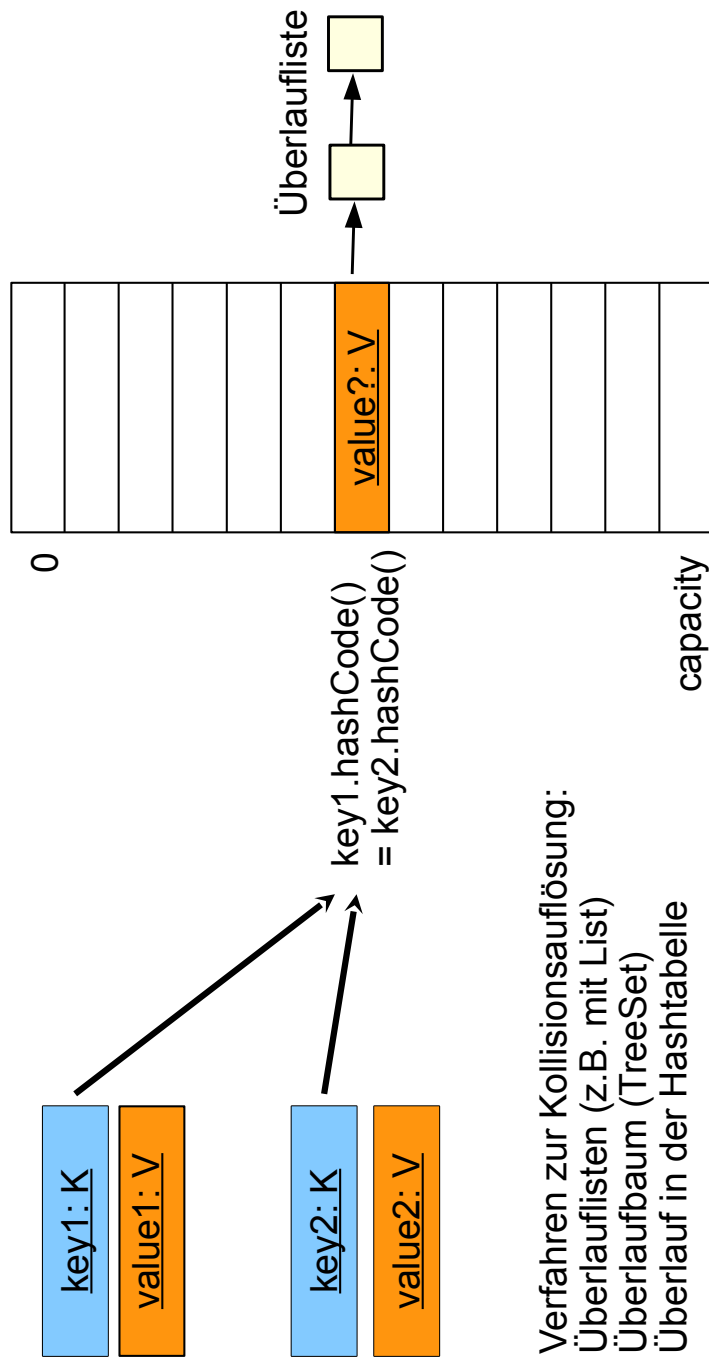 key1: K
value1: V
key2: K
value2: V
key1.hashCode()
= key2.hashCode()
0
capacity
value?: V
Überlaufliste
Verfahren zur Kollisionsauflösung:
Überlauflisten (z.B. mit List)
Überlaufbaum (TreeSet)
Überlauf in der Hashtabelle